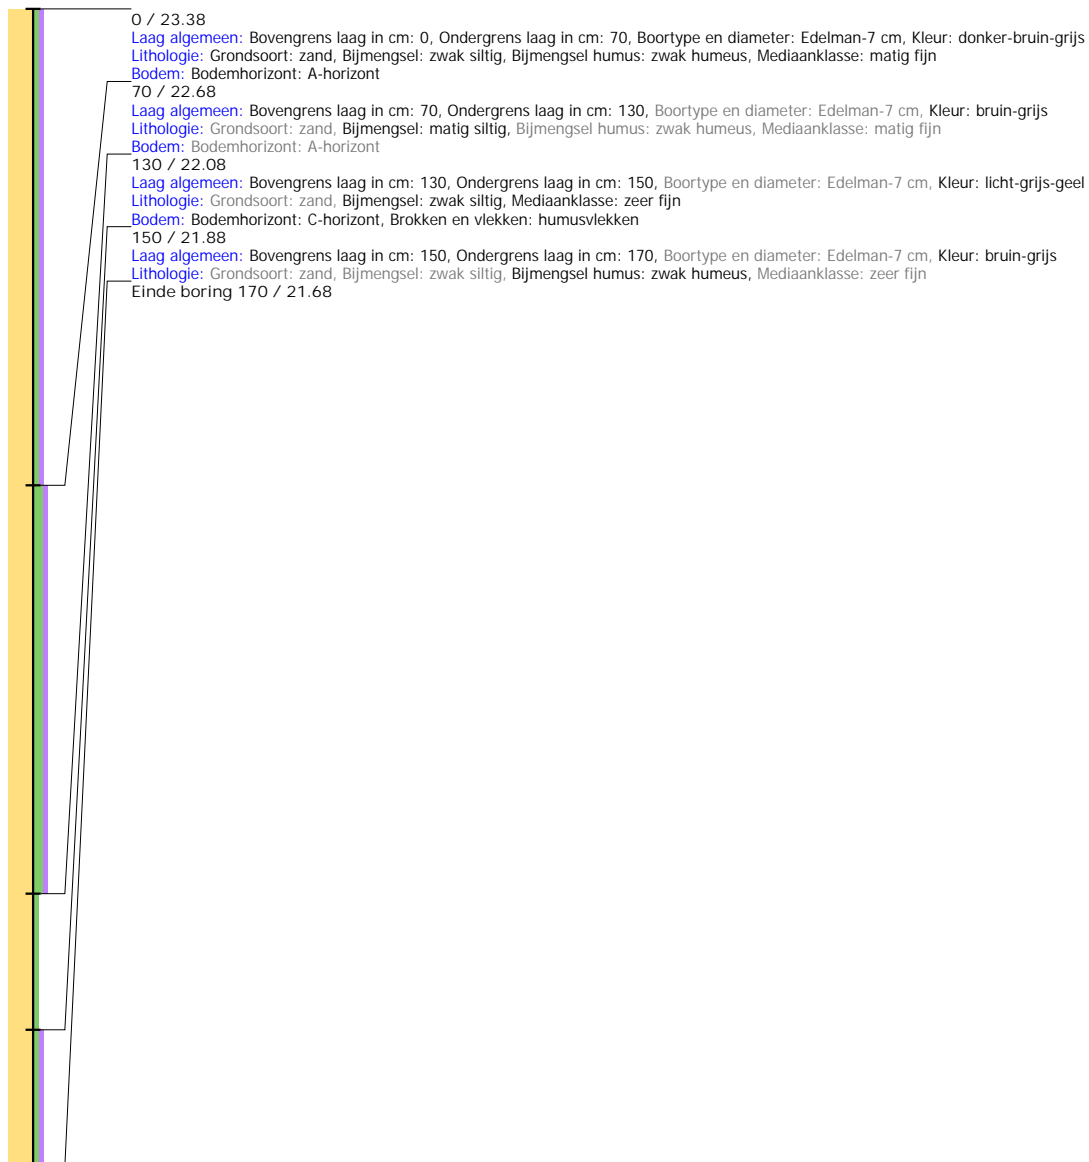 0 / 23.38
Laag algemeen: Bovengrens laag in cm: 0, Ondergrens laag in cm: 70, Boortype en diameter: Edelman-7 cm, Kleur: donker-bruin-grijs
Lithologie: Grondsoort: zand, Bijmengsel: zwak siltig, Bijmengsel humus: zwak humeus, Mediaanklasse: matig fijn
Bodem: Bodemhorizont: A-horizont
70 / 22.68
Laag algemeen: Bovengrens laag in cm: 70, Ondergrens laag in cm: 130, Boortype en diameter: Edelman-7 cm, Kleur: bruin-grijs
Lithologie: Grondsoort: zand, Bijmengsel: matig siltig, Bijmengsel humus: zwak humeus, Mediaanklasse: matig fijn
Bodem: Bodemhorizont: A-horizont
130 / 22.08
Laag algemeen: Bovengrens laag in cm: 130, Ondergrens laag in cm: 150, Boortype en diameter: Edelman-7 cm, Kleur: licht-grijs-geel
Lithologie: Grondsoort: zand, Bijmengsel: zwak siltig, Mediaanklasse: zeer fijn
Bodem: Bodemhorizont: C-horizont, Brokken en vlekken: humusvlekken
150 / 21.88
Laag algemeen: Bovengrens laag in cm: 150, Ondergrens laag in cm: 170, Boortype en diameter: Edelman-7 cm, Kleur: bruin-grijs
Lithologie: Grondsoort: zand, Bijmengsel: zwak siltig, Bijmengsel humus: zwak humeus, Mediaanklasse: zeer fijn
Einde boring 170 / 21.68